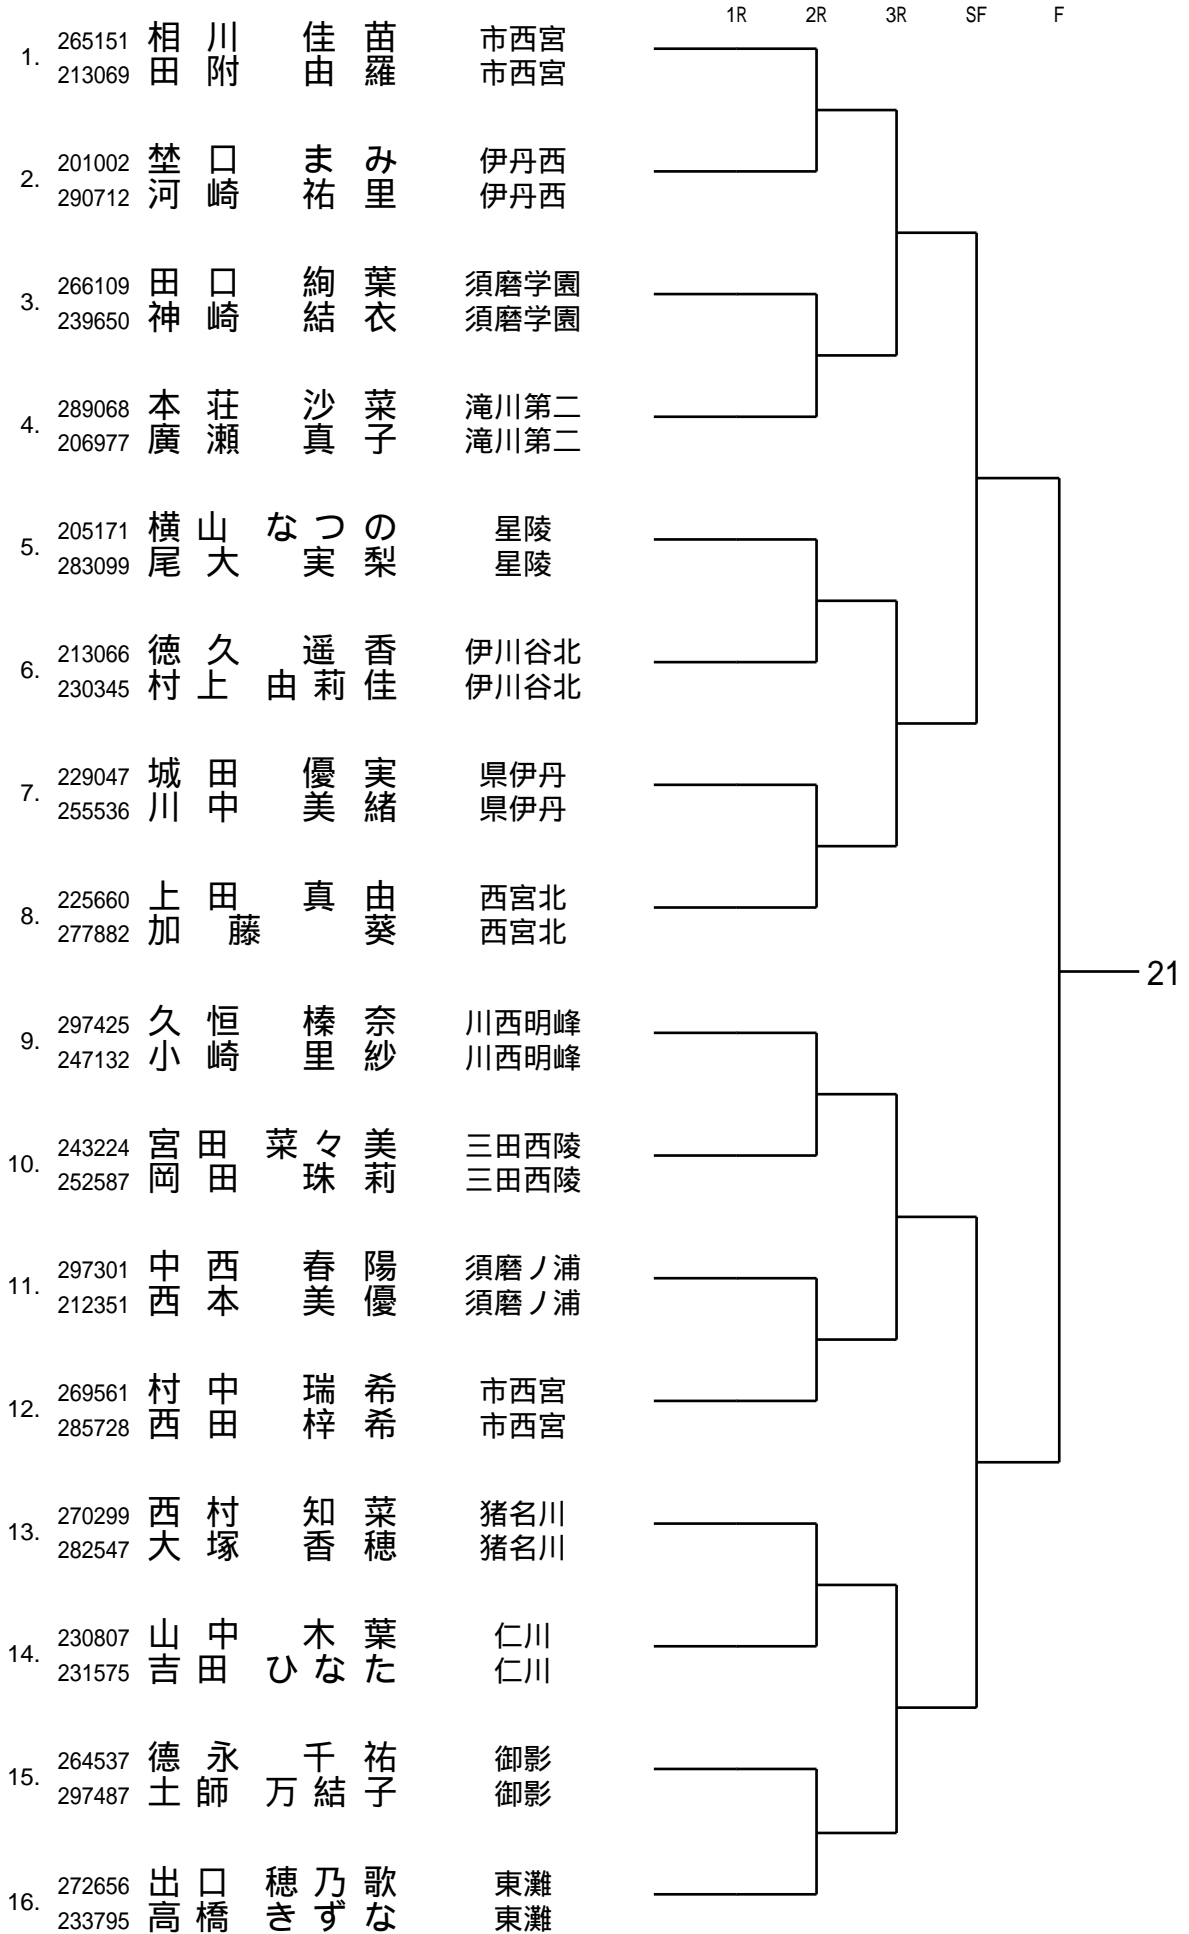 1R 2R 3R SF F
1. 265151 相川 佳苗 市西宮
213069 田附 由羅 市西宮
2. 201002 埜口 まみ 伊丹西
290712 河崎 祐里 伊丹西
3. 266109 田口 絢葉 須磨学園
239650 神崎 結衣 須磨学園
4. 289068 本荘 沙菜 滝川第二
206977 廣瀬 真子 滝川第二
5. 205171 横山 なつの 星陵
283099 尾大 実梨 星陵
6. 213066 徳久 遥香 伊川谷北
230345 村上 由莉佳 伊川谷北
7. 229047 城田 優実 県伊丹
255536 川中 美緒 県伊丹
8. 225660 上田 真由 西宮北
277882 加藤 葵 西宮北
21
9. 297425 久恒 榛奈 川西明峰
247132 小崎 里紗 川西明峰
10. 243224 宮田 菜々美 三田西陵
252587 岡田 珠莉 三田西陵
11. 297301 中西 春陽 須磨ノ浦
212351 西本 美優 須磨ノ浦
12. 269561 村中 瑞希 市西宮
285728 西田 梓希 市西宮
13. 270299 西村 知菜 猪名川
282547 大塚 香穂 猪名川
14. 230807 山中 木葉 仁川
231575 吉田 ひなた 仁川
15. 264537 德永 千祐 御影
297487 土師 万結子 御影
16. 272656 出口 穂乃歌 東灘
233795 高橋 きずな 東灘